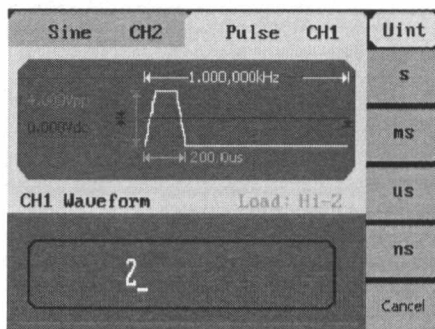 Sine CH2 Pulse CH1 Uint
1.000,000kHz
s
4.000Vpp
0.000Vdc
ms
200.0us
us
CH1 Waveform Load: Hi-Z
ns
2_
Cancel